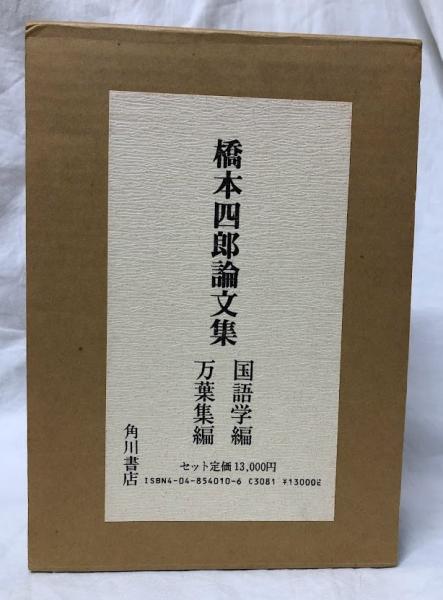 橋本四郎論文集
国語学編
万葉集編
角川書店
セット定価13,000円
ISBN4-04-854010-6 C3081 ¥13000E